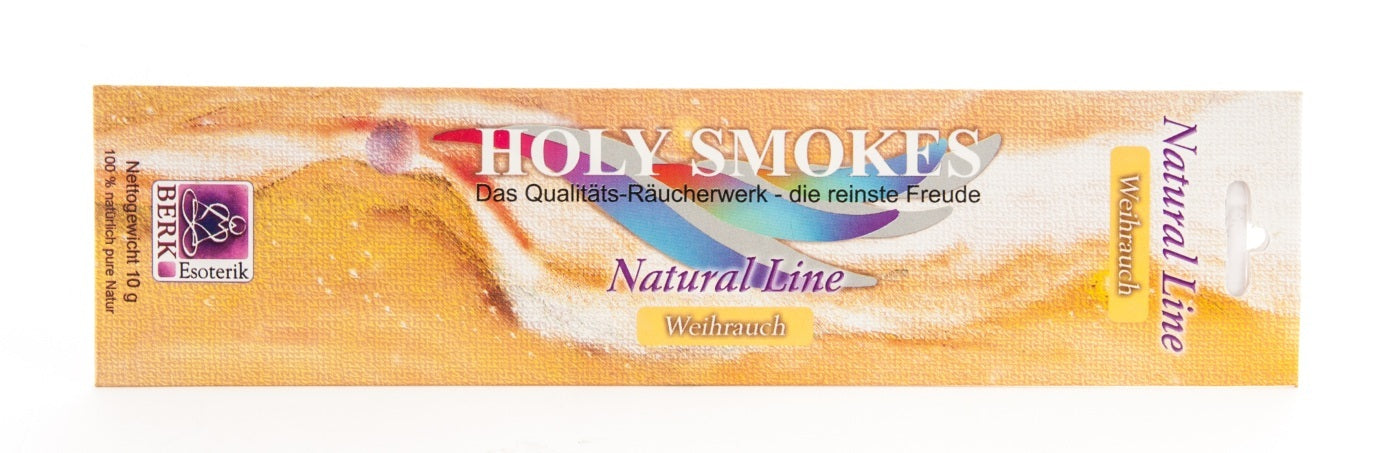 HOLY SMOKES
Das Qualitäts-Räucherwerk - die reinste Freude
Natural Line
Weihrauch
Nettogewicht 10 g
100 % natürlich pure Natur
BERK
Esoterik
Natural Line
Weihrauch